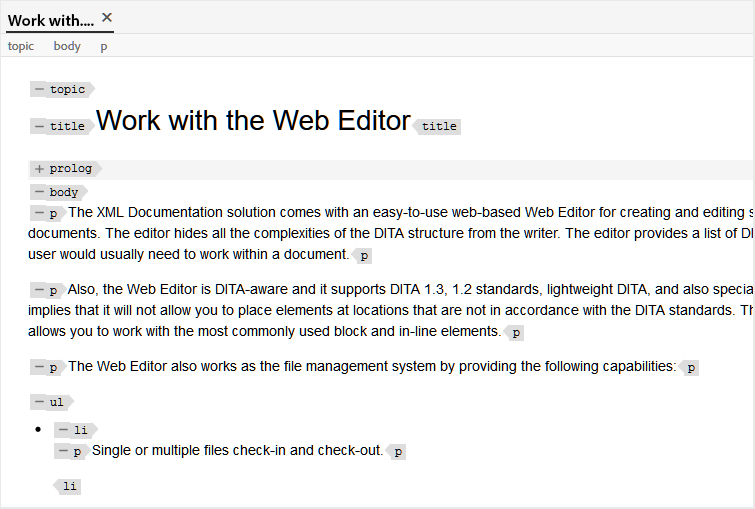 Work with.... ×
topic body p
− topic
− title Work with the Web Editor title
+ prolog
− body
− p The XML Documentation solution comes with an easy-to-use web-based Web Editor for creating and editing
documents. The editor hides all the complexities of the DITA structure from the writer. The editor provides a list of
user would usually need to work within a document. p
− p Also, the Web Editor is DITA-aware and it supports DITA 1.3, 1.2 standards, lightweight DITA, and also
implies that it will not allow you to place elements at locations that are not in accordance with the DITA standards.
allows you to work with the most commonly used block and in-line elements. p
− p The Web Editor also works as the file management system by providing the following capabilities: p
− ul
• − li
− p Single or multiple files check-in and check-out. p
li